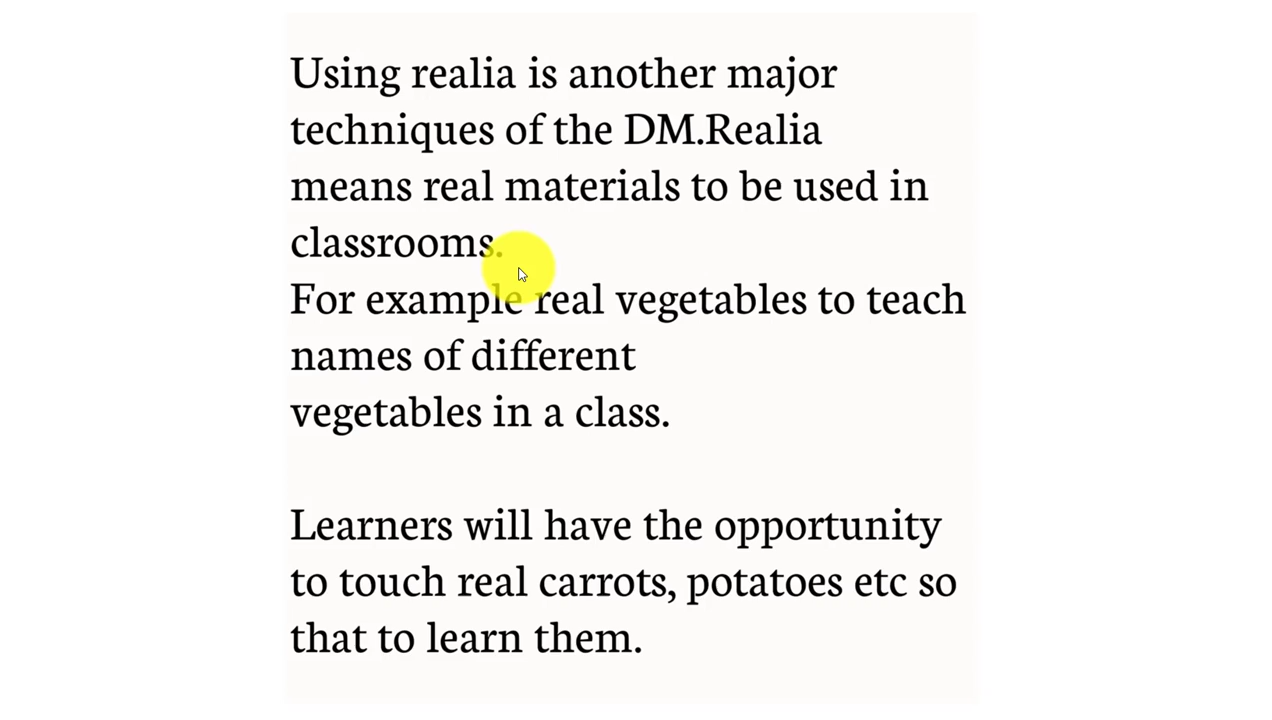 Using realia is another major
techniques of the DM.Realia
means real materials to be used in
classrooms.
For example real vegetables to teach
names of different
vegetables in a class.
Learners will have the opportunity
to touch real carrots, potatoes etc so
that to learn them.